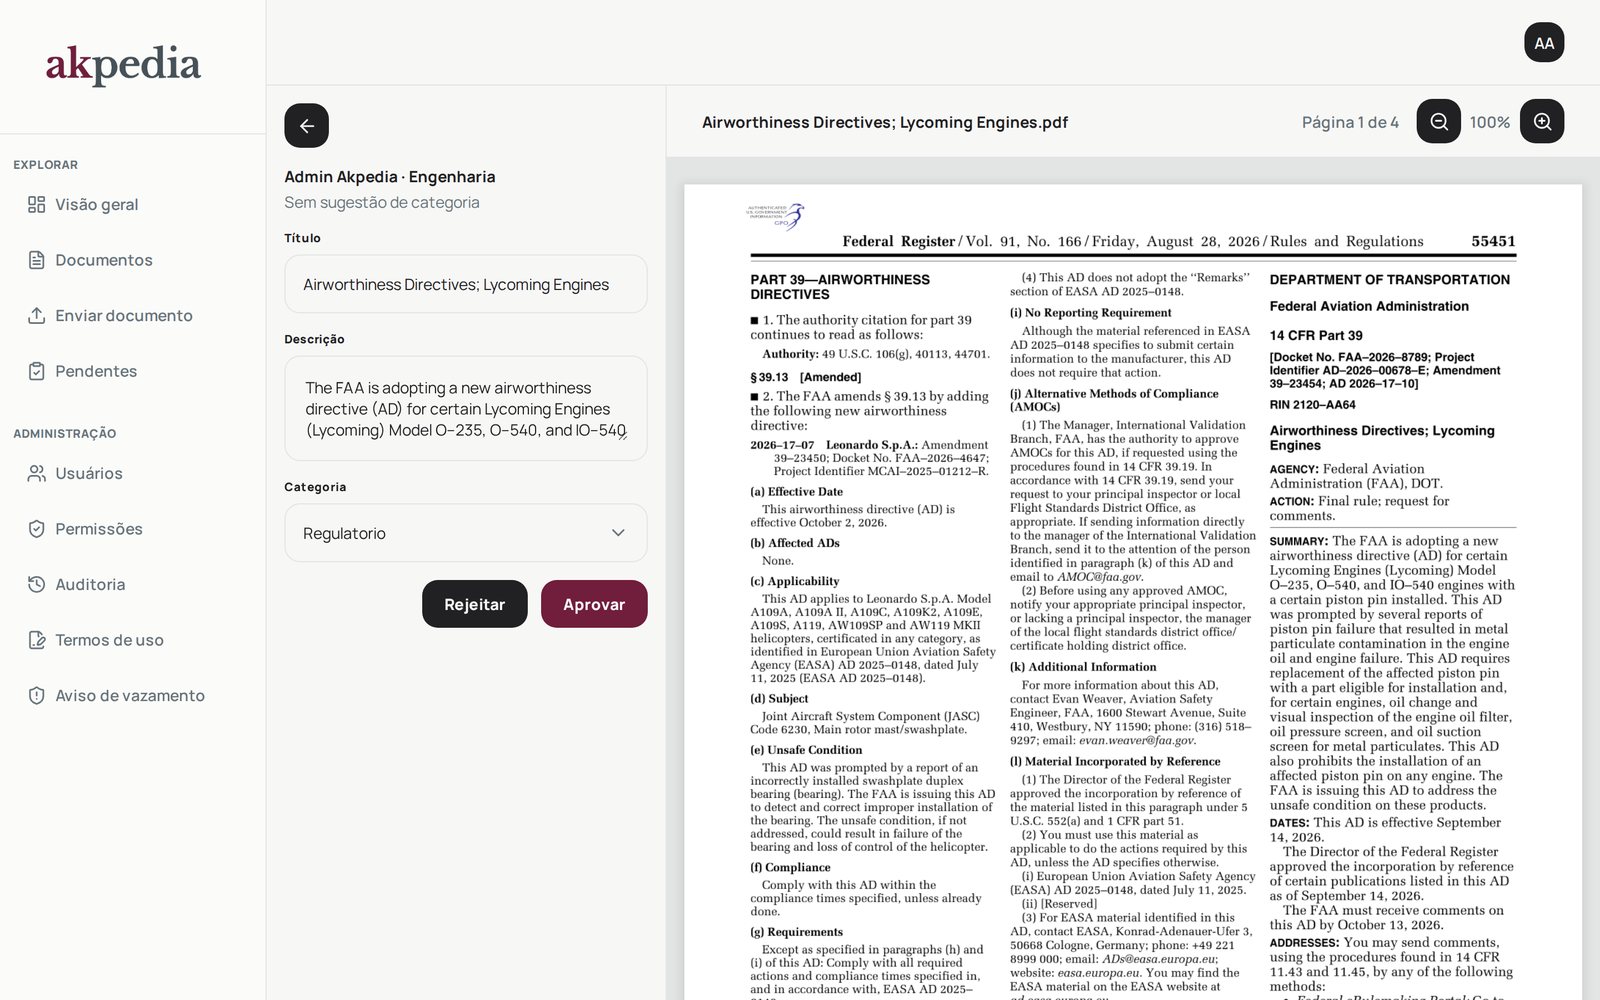 akpedia
EXPLORAR
Visão geral
Documentos
Enviar documento
Pendentes
ADMINISTRAÇÃO
Usuários
Permissões
Auditoria
Termos de uso
Aviso de vazamento
AA
Admin Akpedia · Engenharia
Sem sugestão de categoria
Título
Airworthiness Directives; Lycoming Engines
Descrição
The FAA is adopting a new airworthiness
directive (AD) for certain Lycoming Engines
(Lycoming) Model O–235, O–540, and IO–540
Categoria
Regulatorio
Rejeitar
Aprovar
Airworthiness Directives; Lycoming Engines.pdf
Página 1 de 4
100%
AUTHENTICATED
U.S. GOVERNMENT
INFORMATION
GPO
Federal Register / Vol. 91, No. 166 / Friday, August 28, 2026 / Rules and Regulations 55451
PART 39—AIRWORTHINESS
DIRECTIVES
■ 1. The authority citation for part 39
continues to read as follows:
Authority: 49 U.S.C. 106(g), 40113, 44701.
§ 39.13 [Amended]
■ 2. The FAA amends § 39.13 by adding
the following new airworthiness
directive:
2026–17–07 Leonardo S.p.A.: Amendment
39–23450; Docket No. FAA–2026–4647;
Project Identifier MCAI–2025–01212–R.
(a) Effective Date
This airworthiness directive (AD) is
effective October 2, 2026.
(b) Affected ADs
None.
(c) Applicability
This AD applies to Leonardo S.p.A. Model
A109A, A109A II, A109C, A109K2, A109E,
A109S, A119, AW109SP and AW119 MKII
helicopters, certificated in any category, as
identified in European Union Aviation Safety
Agency (EASA) AD 2025–0148, dated July
11, 2025 (EASA AD 2025–0148).
(d) Subject
Joint Aircraft System Component (JASC)
Code 6230, Main rotor mast/swashplate.
(e) Unsafe Condition
This AD was prompted by a report of an
incorrectly installed swashplate duplex
bearing (bearing). The FAA is issuing this AD
to detect and correct improper installation of
the bearing. The unsafe condition, if not
addressed, could result in failure of the
bearing and loss of control of the helicopter.
(f) Compliance
Comply with this AD within the
compliance times specified, unless already
done.
(g) Requirements
Except as specified in paragraphs (h) and
(i) of this AD: Comply with all required
actions and compliance times specified in,
and in accordance with, EASA AD 2025–
(4) This AD does not adopt the ‘‘Remarks’’
section of EASA AD 2025–0148.
(i) No Reporting Requirement
Although the material referenced in EASA
AD 2025–0148 specifies to submit certain
information to the manufacturer, this AD
does not require that action.
(j) Alternative Methods of Compliance
(AMOCs)
(1) The Manager, International Validation
Branch, FAA, has the authority to approve
AMOCs for this AD, if requested using the
procedures found in 14 CFR 39.19. In
accordance with 14 CFR 39.19, send your
request to your principal inspector or local
Flight Standards District Office, as
appropriate. If sending information directly
to the manager of the International Validation
Branch, send it to the attention of the person
identified in paragraph (k) of this AD and
email to AMOC@faa.gov.
(2) Before using any approved AMOC,
notify your appropriate principal inspector,
or lacking a principal inspector, the manager
of the local flight standards district office/
certificate holding district office.
(k) Additional Information
For more information about this AD,
contact Evan Weaver, Aviation Safety
Engineer, FAA, 1600 Stewart Avenue, Suite
410, Westbury, NY 11590; phone: (316) 518–
9297; email: evan.weaver@faa.gov.
(l) Material Incorporated by Reference
(1) The Director of the Federal Register
approved the incorporation by reference of
the material listed in this paragraph under 5
U.S.C. 552(a) and 1 CFR part 51.
(2) You must use this material as
applicable to do the actions required by this
AD, unless the AD specifies otherwise.
(i) European Union Aviation Safety Agency
(EASA) AD 2025–0148, dated July 11, 2025.
(ii) [Reserved]
(3) For EASA material identified in this
AD, contact EASA, Konrad-Adenauer-Ufer 3,
50668 Cologne, Germany; phone: +49 221
8999 000; email: ADs@easa.europa.eu;
website: easa.europa.eu. You may find the
EASA material on the EASA website at
DEPARTMENT OF TRANSPORTATION
Federal Aviation Administration
14 CFR Part 39
[Docket No. FAA–2026–8789; Project
Identifier AD–2026–00678–E; Amendment
39–23454; AD 2026–17–10]
RIN 2120–AA64
Airworthiness Directives; Lycoming
Engines
AGENCY: Federal Aviation
Administration (FAA), DOT.
ACTION: Final rule; request for
comments.
SUMMARY: The FAA is adopting a new
airworthiness directive (AD) for certain
Lycoming Engines (Lycoming) Model
O–235, O–540, and IO–540 engines with
a certain piston pin installed. This AD
was prompted by several reports of
piston pin failure that resulted in metal
particulate contamination in the engine
oil and engine failure. This AD requires
replacement of the affected piston pin
with a part eligible for installation and,
for certain engines, oil change and
visual inspection of the engine oil filter,
oil pressure screen, and oil suction
screen for metal particulates. This AD
also prohibits the installation of an
affected piston pin on any engine. The
FAA is issuing this AD to address the
unsafe condition on these products.
DATES: This AD is effective September
14, 2026.
The Director of the Federal Register
approved the incorporation by reference
of certain publications listed in this AD
as of September 14, 2026.
The FAA must receive comments on
this AD by October 13, 2026.
ADDRESSES: You may send comments,
using the procedures found in 14 CFR
11.43 and 11.45, by any of the following
methods: